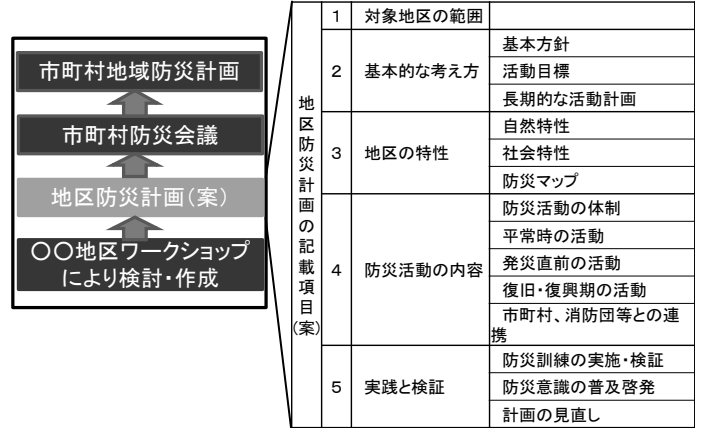 市町村地域防災計画
市町村防災会議
地区防災計画(案)
〇〇地区ワークショップ
により検討・作成
地区防災計画の記載項目(案)
1 対象地区の範囲
2 基本的な考え方
基本方針
活動目標
長期的な活動計画
3 地区の特性
自然特性
社会特性
防災マップ
4 防災活動の内容
防災活動の体制
平常時の活動
発災直前の活動
復旧・復興期の活動
市町村、消防団等との連
携
5 実践と検証
防災訓練の実施・検証
防災意識の普及啓発
計画の見直し